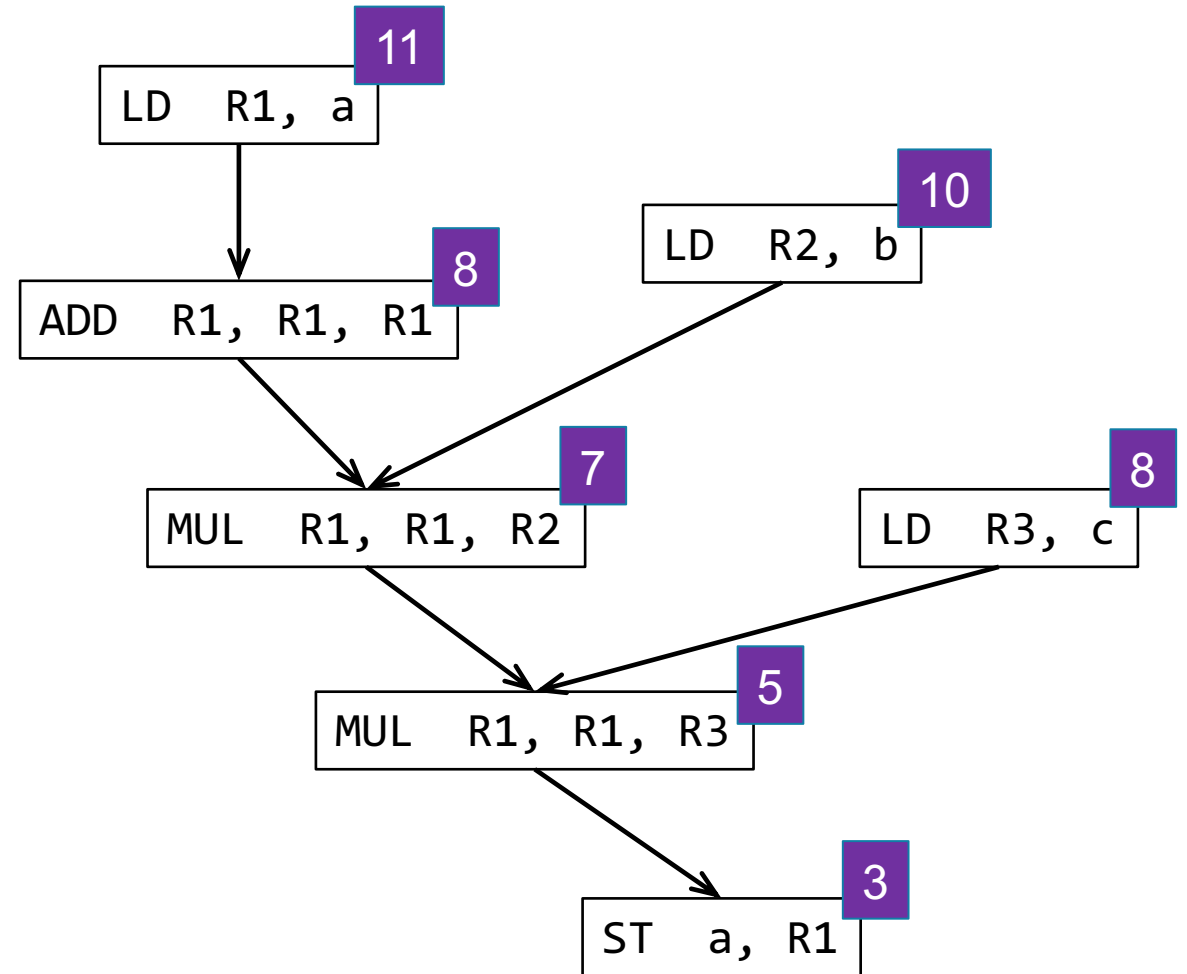 11
LD R1, a
10
LD R2, b
8
ADD R1, R1, R1
7
MUL R1, R1, R2
8
LD R3, c
5
MUL R1, R1, R3
3
ST a, R1